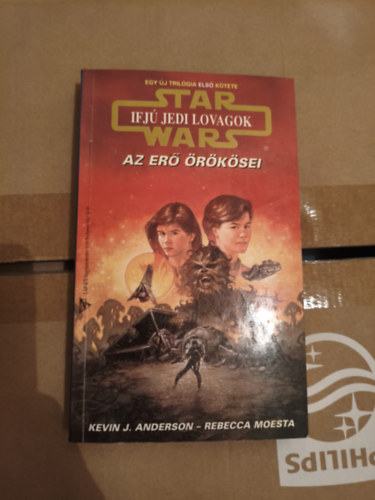 EGY ÚJ TRILÓGIA ELSŐ KÖTETE
STAR
IFJÚ JEDI LOVAGOK
WARS
AZ ERŐ ÖRÖKÖSEI
KEVIN J. ANDERSON – REBECCA MOESTA
PHILIPS